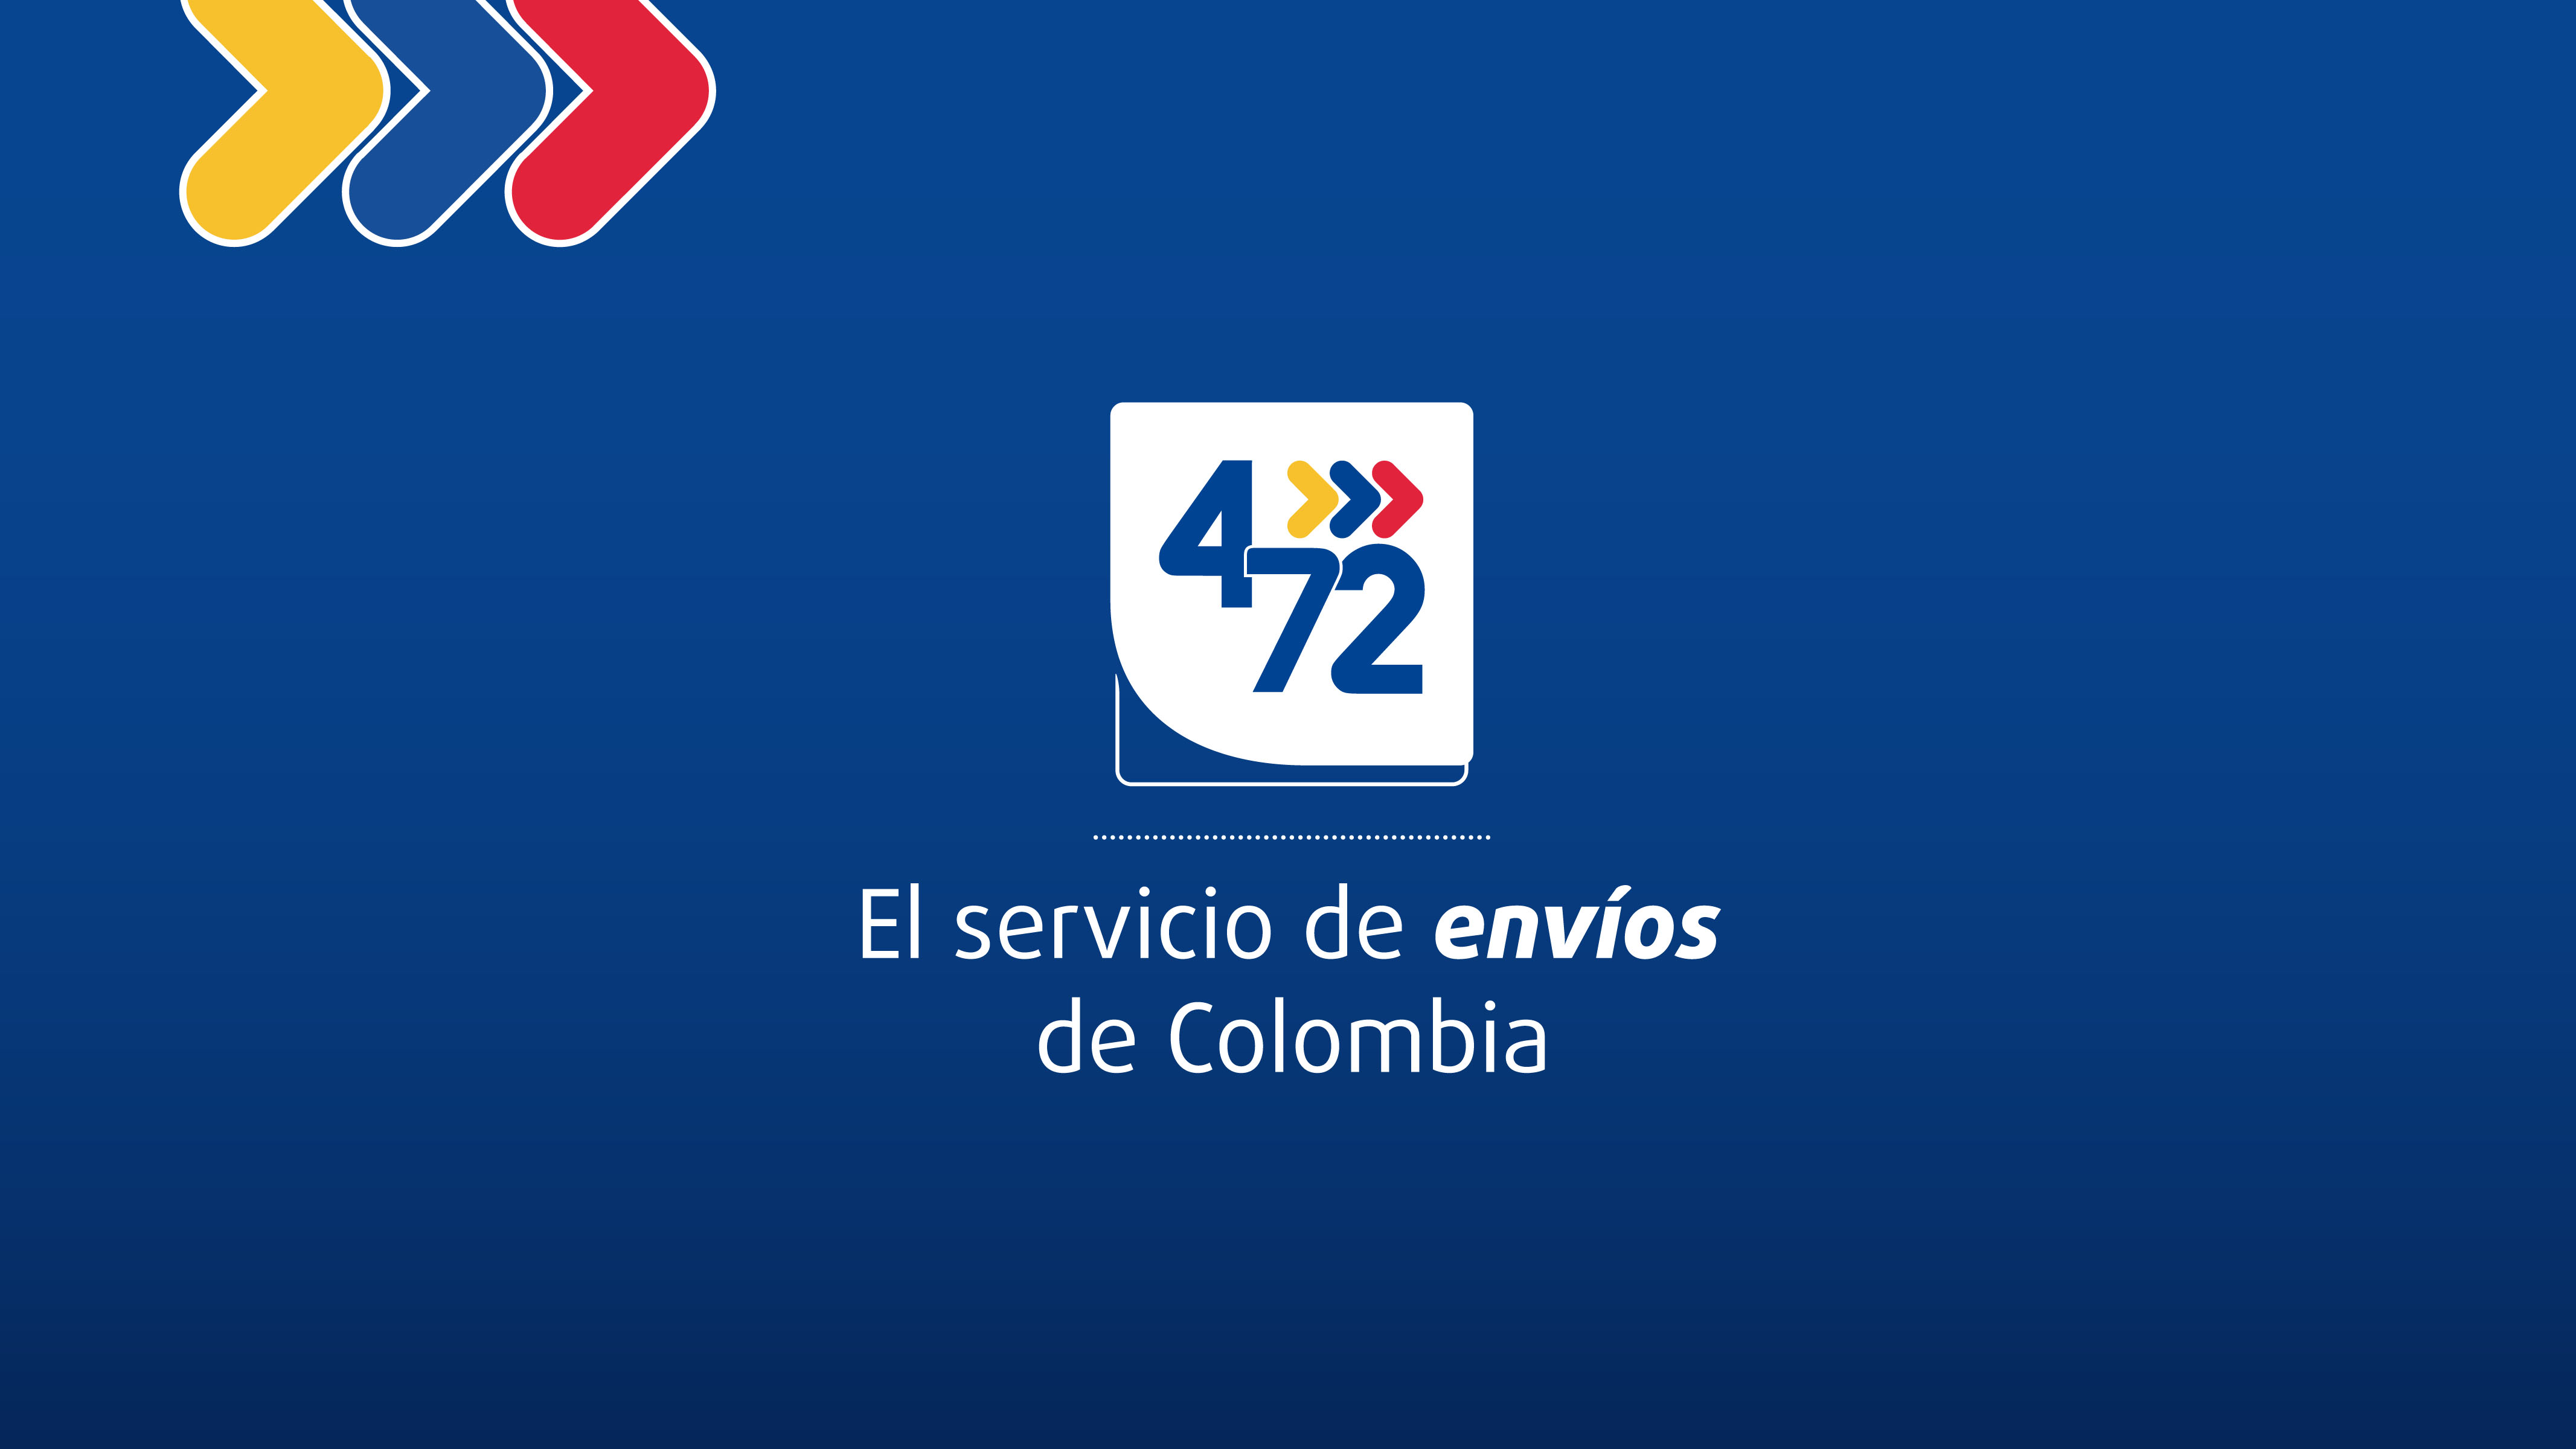 472
El servicio de envíos
de Colombia